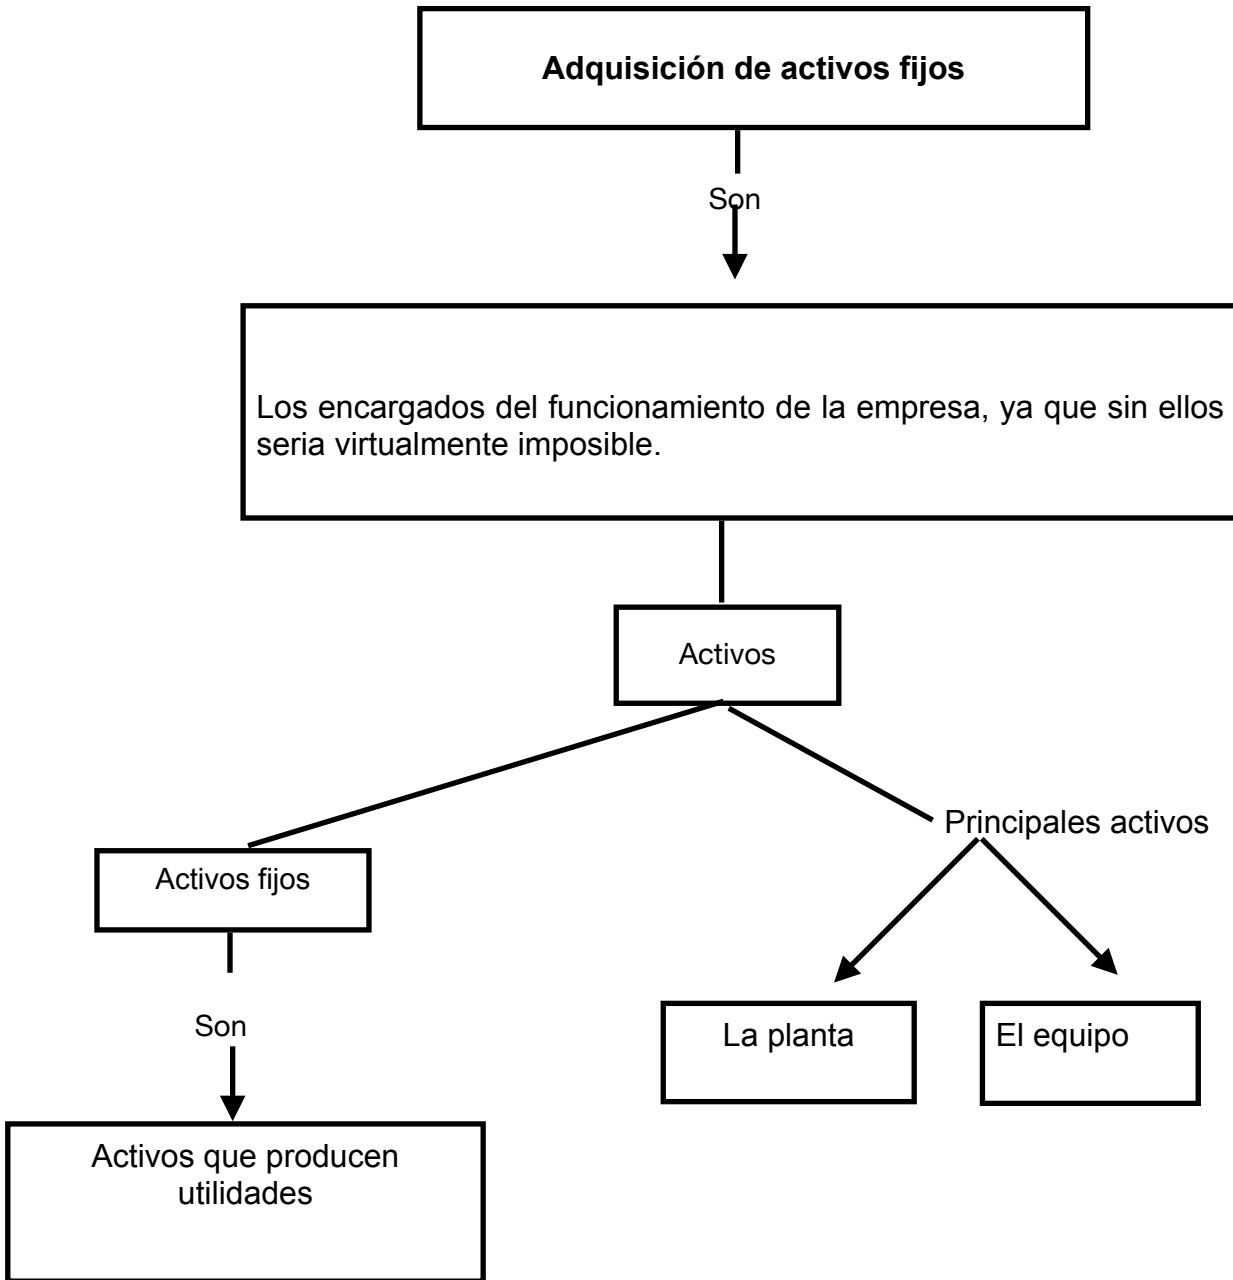 Adquisición de activos fijos
Son
Los encargados del funcionamiento de la empresa, ya que sin ellos
seria virtualmente imposible.
Activos
Principales activos
Activos fijos
Son
La planta
El equipo
Activos que producen
utilidades